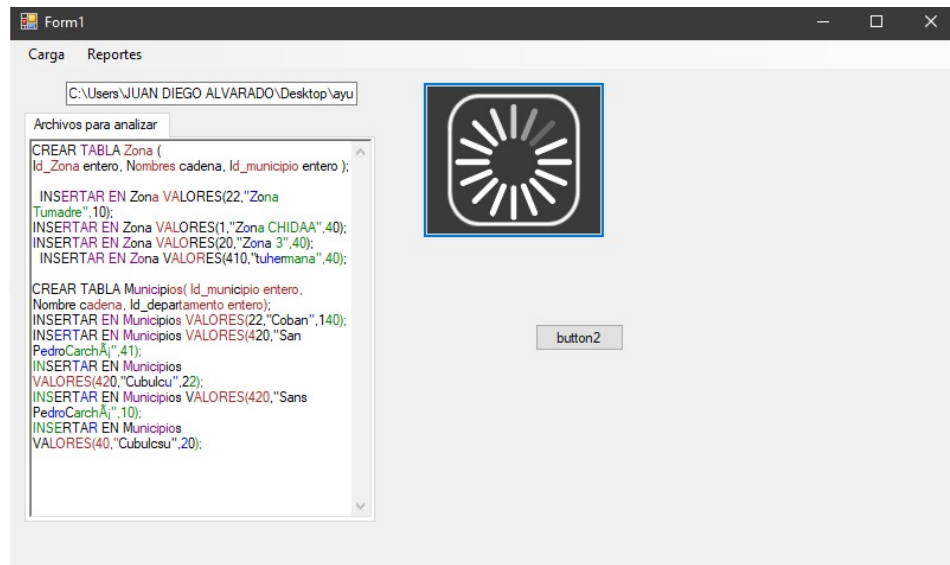 Form1
Carga Reportes
C:\Users\JUAN DIEGO ALVARADO\Desktop\ayu
Archivos para analizar
CREAR TABLA Zona (
Id_Zona entero, Nombres cadena, Id_municipio entero );
INSERTAR EN Zona VALORES(22,"Zona
Tumadre",10);
INSERTAR EN Zona VALORES(1,"Zona CHIDAA",40);
INSERTAR EN Zona VALORES(20,"Zona 3",40);
INSERTAR EN Zona VALORES(410,"tuhermana",40);
CREAR TABLA Municipios( Id_municipio entero,
Nombre cadena, Id_departamento entero);
INSERTAR EN Municipios VALORES(22,"Coban",140);
INSERTAR EN Municipios VALORES(420,"San
PedroCarchÃ¡",41);
INSERTAR EN Municipios
VALORES(420,"Cubulcu",22);
INSERTAR EN Municipios VALORES(420,"Sans
PedroCarchÃ¡",10);
INSERTAR EN Municipios
VALORES(40,"Cubulcsu",20);
button2